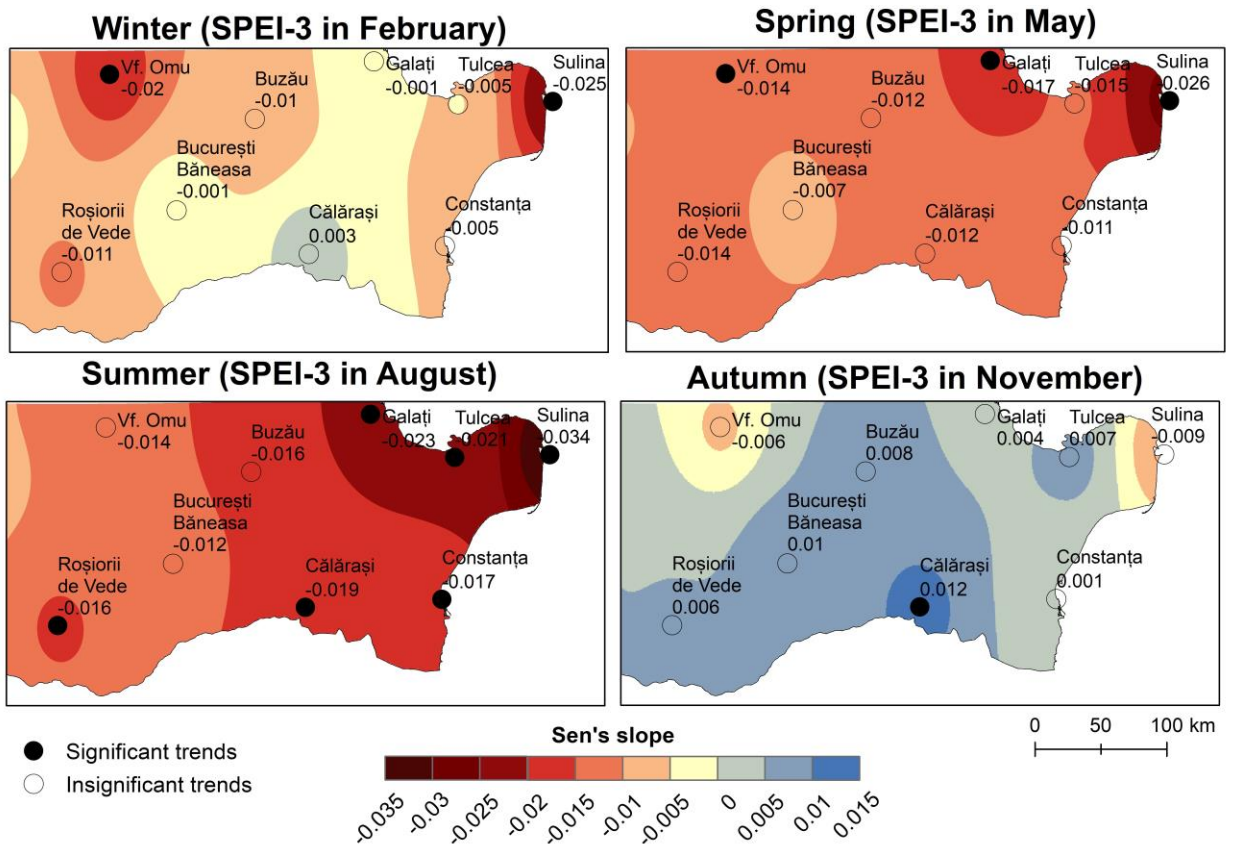 Winter (SPEI-3 in February)
Vf. Omu
-0.02
Buzău
-0.01
Galați
-0.001
Tulcea
-0.005
Sulina
-0.025
București
Băneasa
-0.001
Roșiorii
de Vede
-0.011
Călărași
0.003
Constanța
-0.005
Spring (SPEI-3 in May)
Vf. Omu
-0.014
Buzău
-0.012
Galați
-0.017
Tulcea
-0.015
Sulina
-0.026
București
Băneasa
-0.007
Roșiorii
de Vede
-0.014
Călărași
-0.012
Constanța
-0.011
Summer (SPEI-3 in August)
Vf. Omu
-0.014
Buzău
-0.016
Galați
-0.023
Tulcea
-0.021
Sulina
-0.034
București
Băneasa
-0.012
Roșiorii
de Vede
-0.016
Călărași
-0.019
Constanța
-0.017
Autumn (SPEI-3 in November)
Vf. Omu
-0.006
Buzău
0.008
Galați
0.004
Tulcea
0.007
Sulina
-0.009
București
Băneasa
0.01
Roșiorii
de Vede
0.006
Călărași
0.012
Constanța
0.001
Significant trends
Insignificant trends
Sen's slope
-0.035
-0.03
-0.025
-0.02
-0.015
-0.01
-0.005
0
0.005
0.01
0.015
0 50 100 km